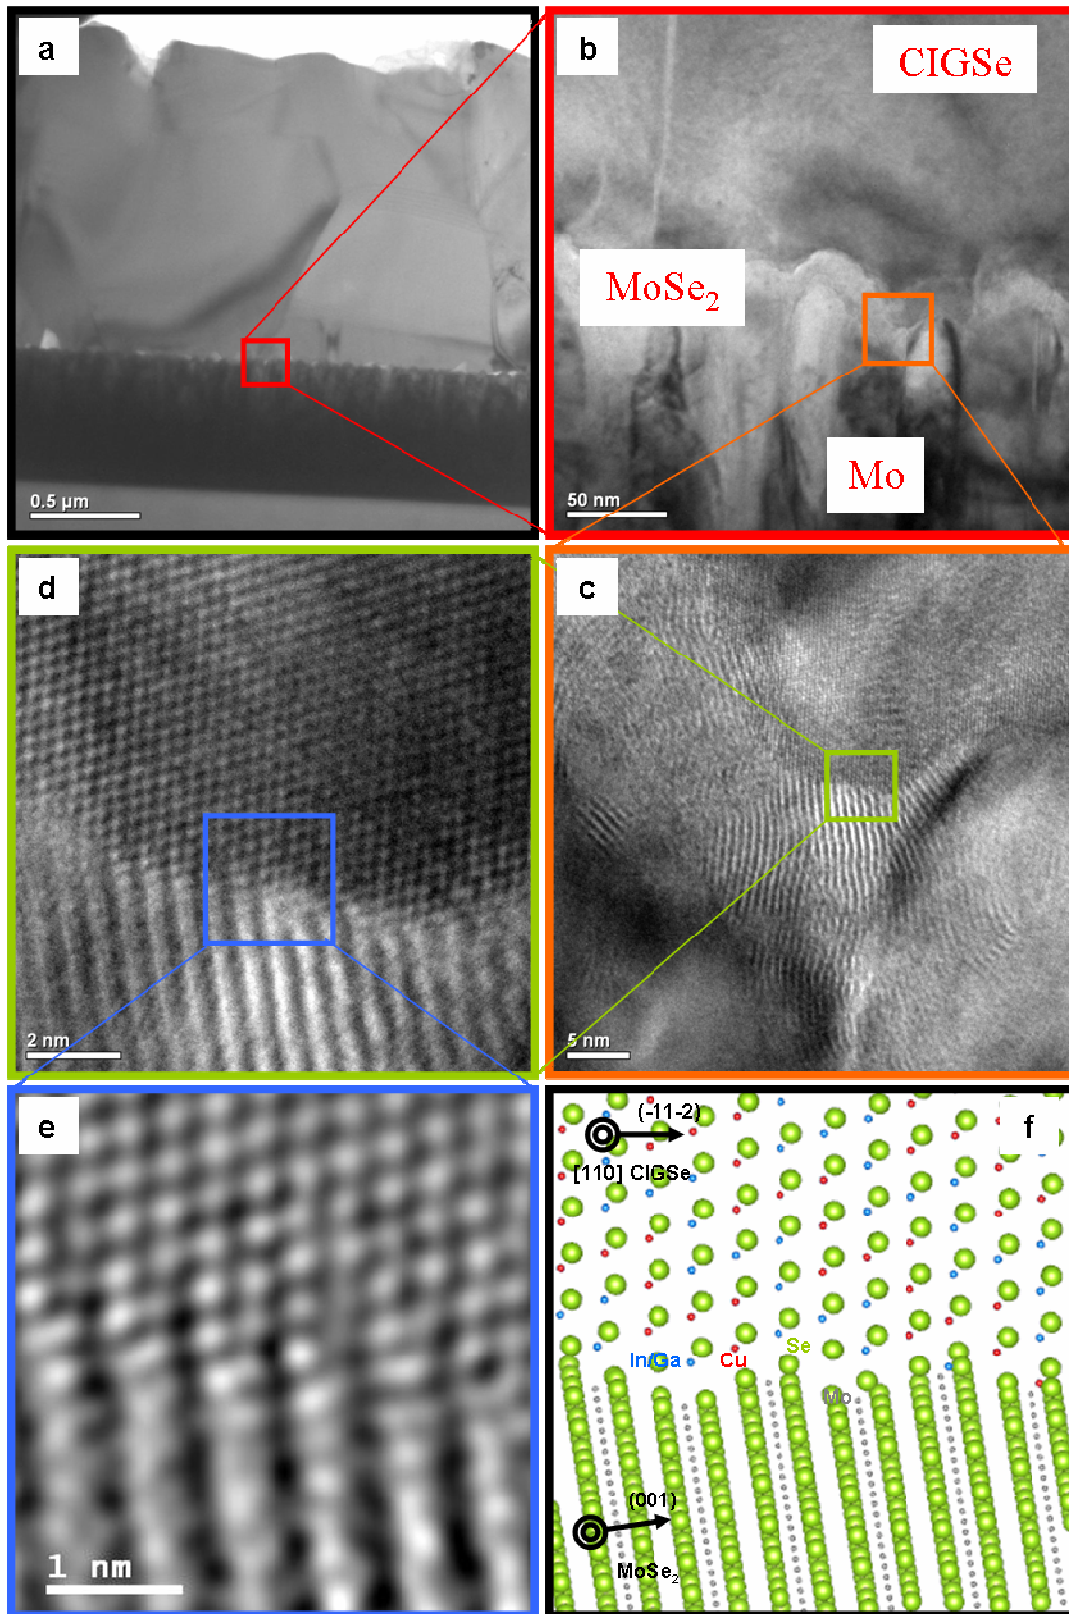 a
0.5 µm
b
CIGSe
MoSe2
Mo
50 nm
d
2 nm
c
5 nm
e
1 nm
f
(-11-2)
[110] CIGSe
In/Ga
Cu
Se
Mo
(001)
MoSe2